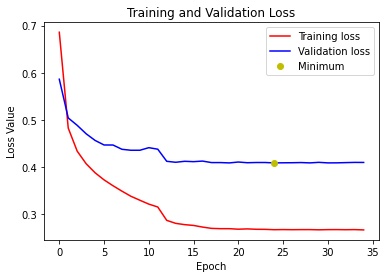 Training and Validation Loss
Training loss
Validation loss
Minimum
Loss Value
0.7
0.6
0.5
0.4
0.3
0 5 10 15 20 25 30 35
Epoch